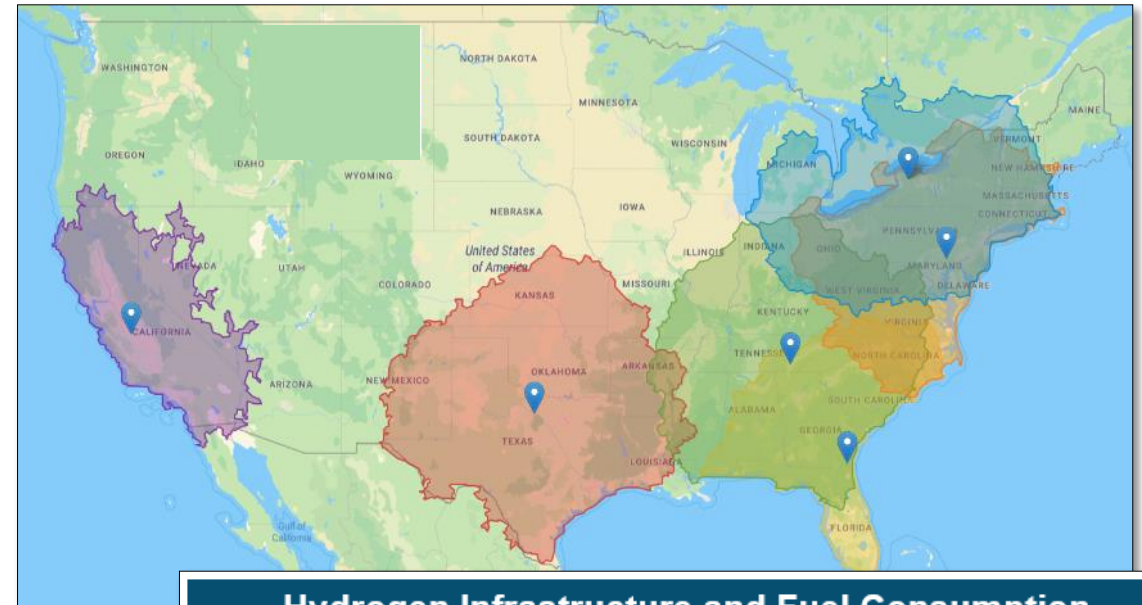 NORTH DAKOTA
WASHINGTON
MINNESOTA
MAINE
SOUTH DAKOTA
WISCONSIN
VERMONT
OREGON
IDAHO
MICHIGAN
NEW HAMPSHIRE
WYOMING
MASSACHUSETTS
NEBRASKA
IOWA
CONNECTICUT
PENNSYLVA
United States
of America
ILLINOIS
INDIANA
OHIO
NEVADA
UTAH
MARYLAND
COLORADO
MISSOURI
DELAWARE
KANSAS
WEST VIRGINIA
KENTUCKY
VIRGINI
CALIFORNIA
TENNESSE
NORTH CAROLINA
ARIZONA
NEW MEXICO
OKLAHOMA
ARKANSAS
SOUTH CAROLINA
ALABAMA
GEORGIA
TEXAS
LOUISIANA
Gulf of
California
FLORIDA
Hydrogen Infrastructure and Fuel Consumption